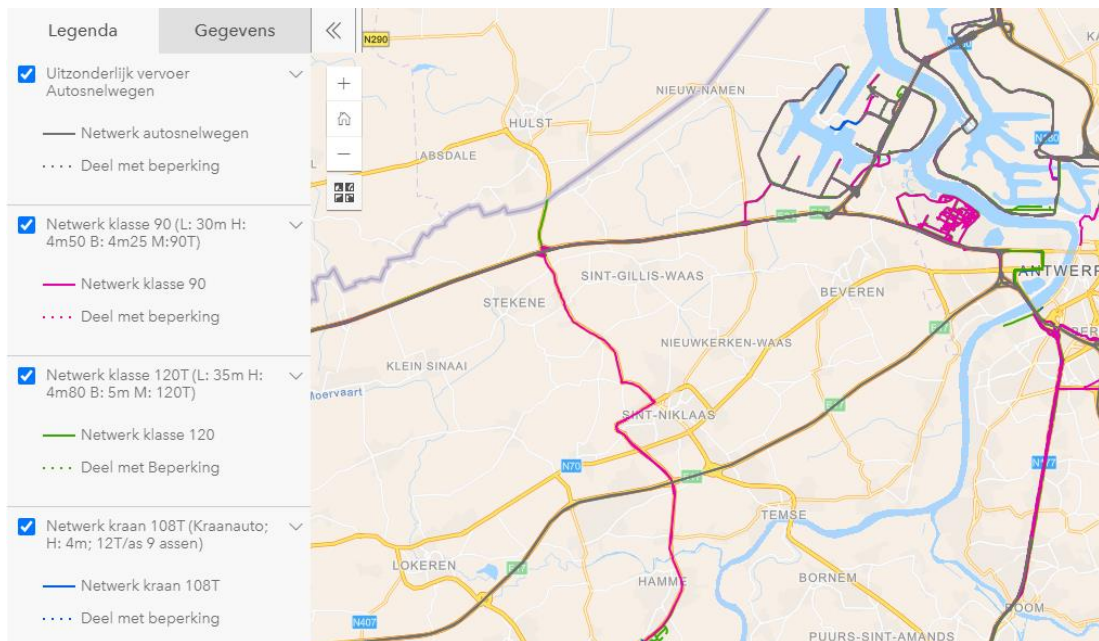 Legenda
Gegevens
Uitzonderlijk vervoer
Autosnelwegen
Netwerk autosnelwegen
Deel met beperking
Netwerk klasse 90 (L: 30m H:
4m50 B: 4m25 M:90T)
Netwerk klasse 90
Deel met beperking
Netwerk klasse 120T (L: 35m H:
4m80 B: 5m M: 120T)
Netwerk klasse 120
Deel met Beperking
Netwerk kraan 108T (Kraanauto;
H: 4m; 12T/as 9 assen)
Netwerk kraan 108T
Deel met beperking
N290
NIEUW-NAMEN
HULST
ABSDALE
N180
SINT-GILLIS-WAAS
STEKENE
BEVEREN
ANTWERP
NIEUWKERKEN-WAAS
KLEIN SINAAI
Moervaart
SINT-NIKLAAS
N70
N177
TEMSE
LOKEREN
HAMME
BORNEM
N407
BOOM
PUURS-SINT-AMANDS